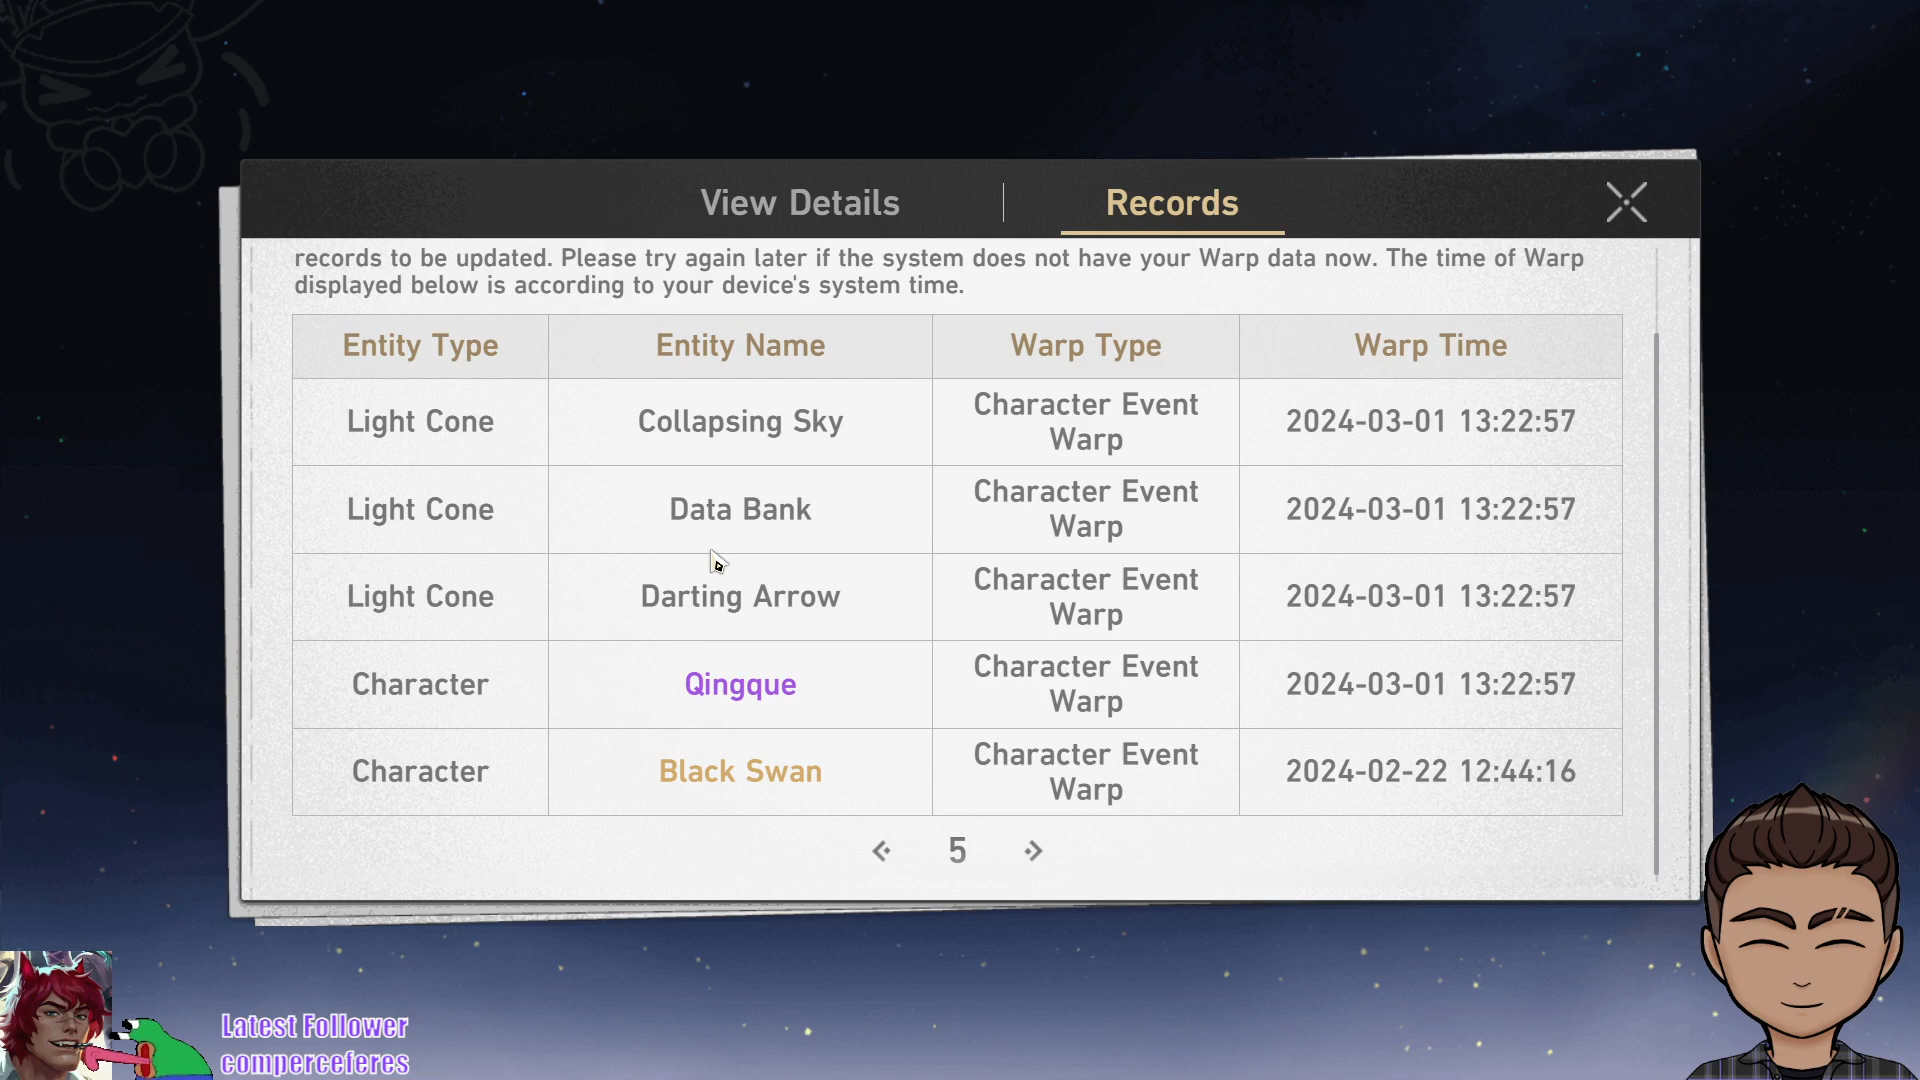 View Details
Records
records to be updated. Please try again later if the system does not have your Warp data now. The time of Warp
displayed below is according to your device's system time.
Entity Type Entity Name Warp Type Warp Time
Light Cone Collapsing Sky Character Event Warp 2024-03-01 13:22:57
Light Cone Data Bank Character Event Warp 2024-03-01 13:22:57
Light Cone Darting Arrow Character Event Warp 2024-03-01 13:22:57
Character Qingque Character Event Warp 2024-03-01 13:22:57
Character Black Swan Character Event Warp 2024-02-22 12:44:16
5
Latest Follower
comperceferes